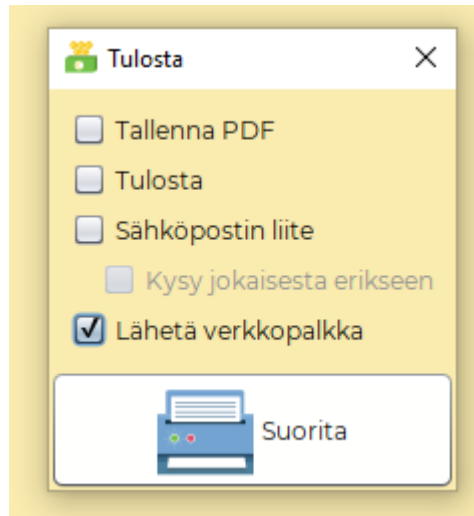 Tulosta
Tallenna PDF
Tulosta
Sähköpostin liite
Kysy jokaisesta erikseen
Lähetä verkkopalkka
Suorita